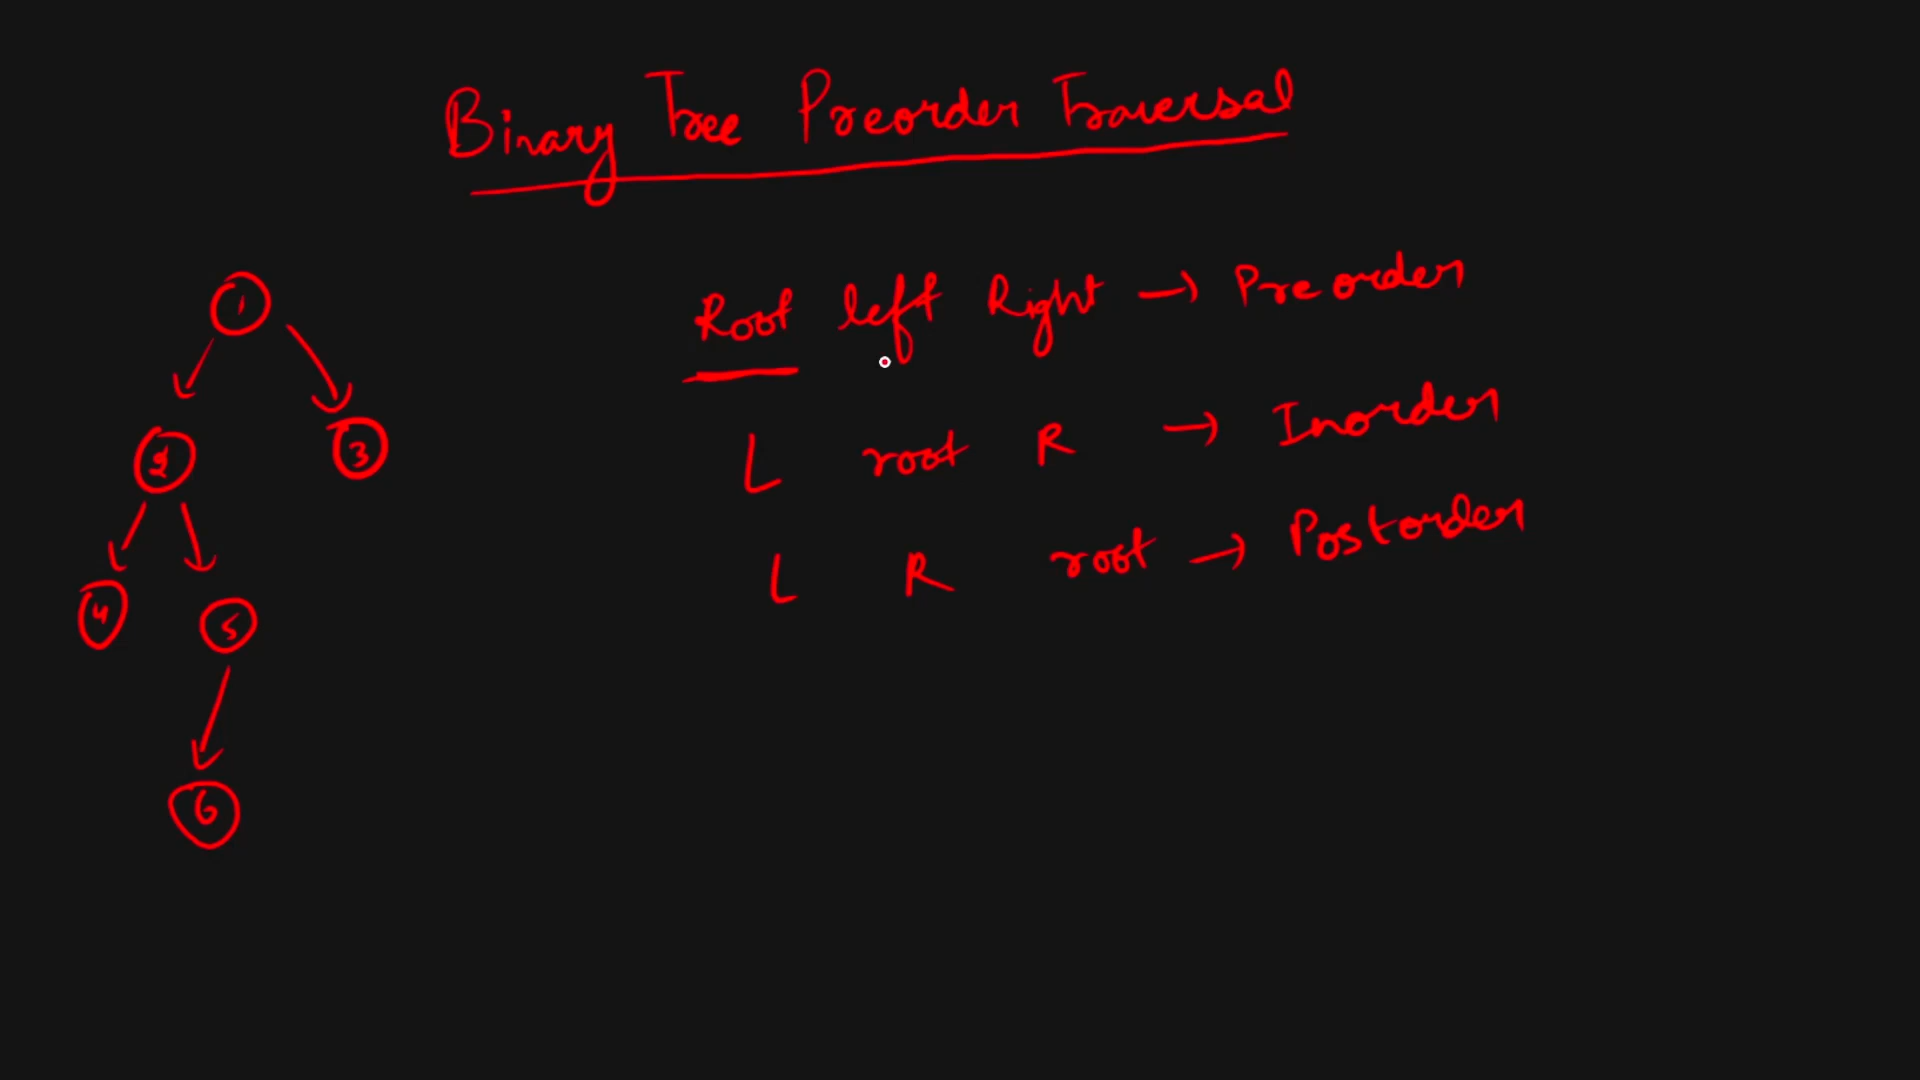 Binary Tree Preorder Traversal
Root left Right → Preorder
L root R → Inorder
L R root → Postorder
1
2
3
4
5
6